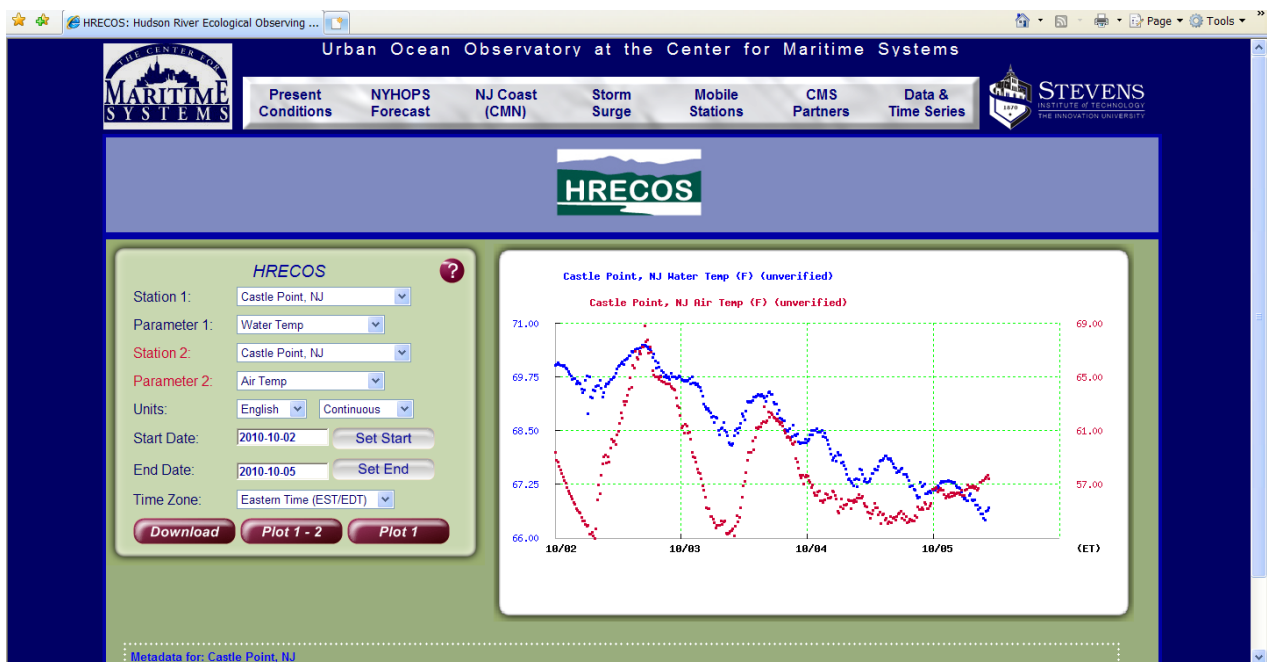 HRECOS: Hudson River Ecological Observing ...
Page
Tools
»
THE CENTER FOR
MARITIME
SYSTEMS
Urban Ocean Observatory at the Center for Maritime Systems
Present Conditions
NYHOPS Forecast
NJ Coast (CMN)
Storm Surge
Mobile Stations
CMS Partners
Data & Time Series
1870
STEVENS
INSTITUTE of TECHNOLOGY
THE INNOVATION UNIVERSITY
HRECOS
HRECOS
?
Station 1: Castle Point, NJ
Parameter 1: Water Temp
Station 2: Castle Point, NJ
Parameter 2: Air Temp
Units: English Continuous
Start Date: 2010-10-02 Set Start
End Date: 2010-10-05 Set End
Time Zone: Eastern Time (EST/EDT)
Download Plot 1 - 2 Plot 1
Castle Point, NJ Water Temp (F) (unverified)
Castle Point, NJ Air Temp (F) (unverified)
71.00 69.00
69.75 65.00
68.50 61.00
67.25 57.00
66.00
10/02 10/03 10/04 10/05 (ET)
Metadata for: Castle Point, NJ